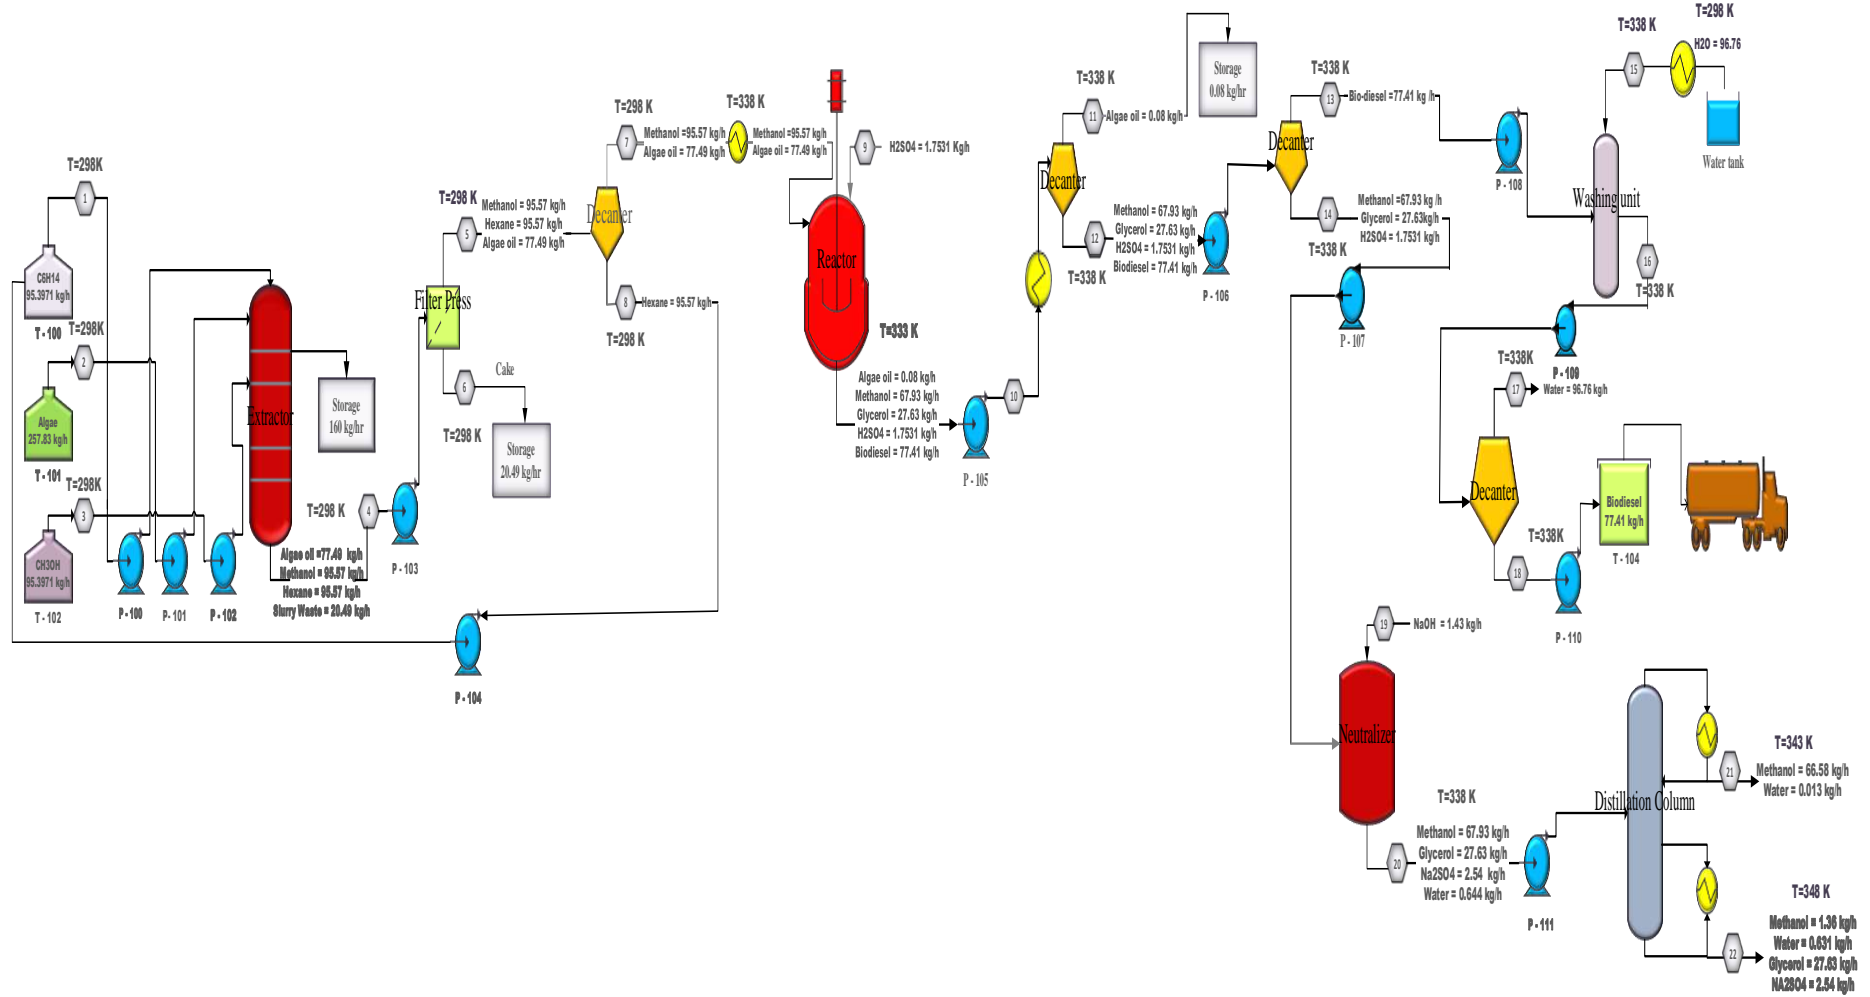 T=298K
1
C6H14
95.3971 kg/h
T - 100
T=298K
2
Algae
257.83 kg/h
T - 101
T=298K
3
CH3OH
95.3971 kg/h
T - 102
P - 100
P - 101
P - 102
Extractor
Storage
160 kg/hr
Algae oil =77.49 kg/h
Methanol = 95.57 kg/h
Hexane = 95.57 kg/h
Slurry Waste = 20.49 kg/h
T=298 K
4
P - 103
Filter Press
T=298 K
5
Methanol = 95.57 kg/h
Hexane = 95.57 kg/h
Algae oil = 77.49 kg/h
6
Cake
T=298 K
Storage
20.49 kg/hr
P - 104
Decanter
T=298 K
7
Methanol =95.57 kg/h
Algae oil = 77.49 kg/h
8
Hexane = 95.57 kg/h
T=298 K
T=338 K
Methanol =95.57 kg/h
Algae oil = 77.49 kg/h
9
H2SO4 = 1.7531 Kgh
Reactor
T=333 K
Algae oil = 0.08 kg/h
Methanol = 67.93 kg/h
Glycerol = 27.63 kg/h
H2SO4 = 1.7531 kg/h
Biodiesel = 77.41 kg/h
P - 105
10
Decanter
T=338 K
11
Algae oil = 0.08 kg/h
Storage
0.08 kg/hr
12
T=338 K
Methanol = 67.93 kg/h
Glycerol = 27.63 kg/h
H2SO4 = 1.7531 kg/h
Biodiesel = 77.41 kg/h
P - 106
Decanter
T=338 K
13
Bio-diesel =77.41 kg /h
14
T=338 K
Methanol =67.93 kg /h
Glycerol = 27.63kg/h
H2SO4 = 1.7531 kg/h
P - 107
P - 108
T=338 K
15
T=298 K
H2O = 96.76
Water tank
Washing unit
16
T=338 K
P - 109
T=338K
17
Water = 96.76 kg/h
Decanter
T=338K
18
P - 110
Biodiesel
77.41 kg/h
T - 104
19
NaOH = 1.43 kg/h
Neutralizer
T=338 K
20
Methanol = 67.93 kg/h
Glycerol = 27.63 kg/h
Na2SO4 = 2.54 kg/h
Water = 0.644 kg/h
P - 111
Distillation Column
T=343 K
21
Methanol = 66.58 kg/h
Water = 0.013 kg/h
T=348 K
22
Methanol = 1.36 kg/h
Water = 0.631 kg/h
Glycerol = 27.63 kg/h
NA2SO4 = 2.54 kg/h